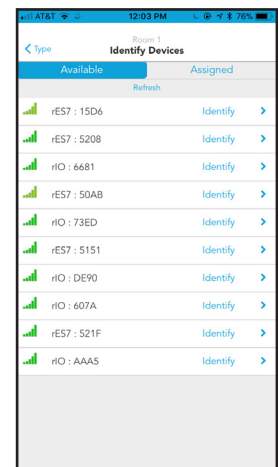 AT&T 12:03 PM 76%
Type Room 1
Identify Devices
Available Assigned
Refresh
rES7 : 15D6 Identify
rES7 : 5208 Identify
rIO : 6681 Identify
rES7 : 50AB Identify
rIO : 73ED Identify
rES7 : 5151 Identify
rIO : DE90 Identify
rIO : 607A Identify
rES7 : 521F Identify
rIO : AAA5 Identify